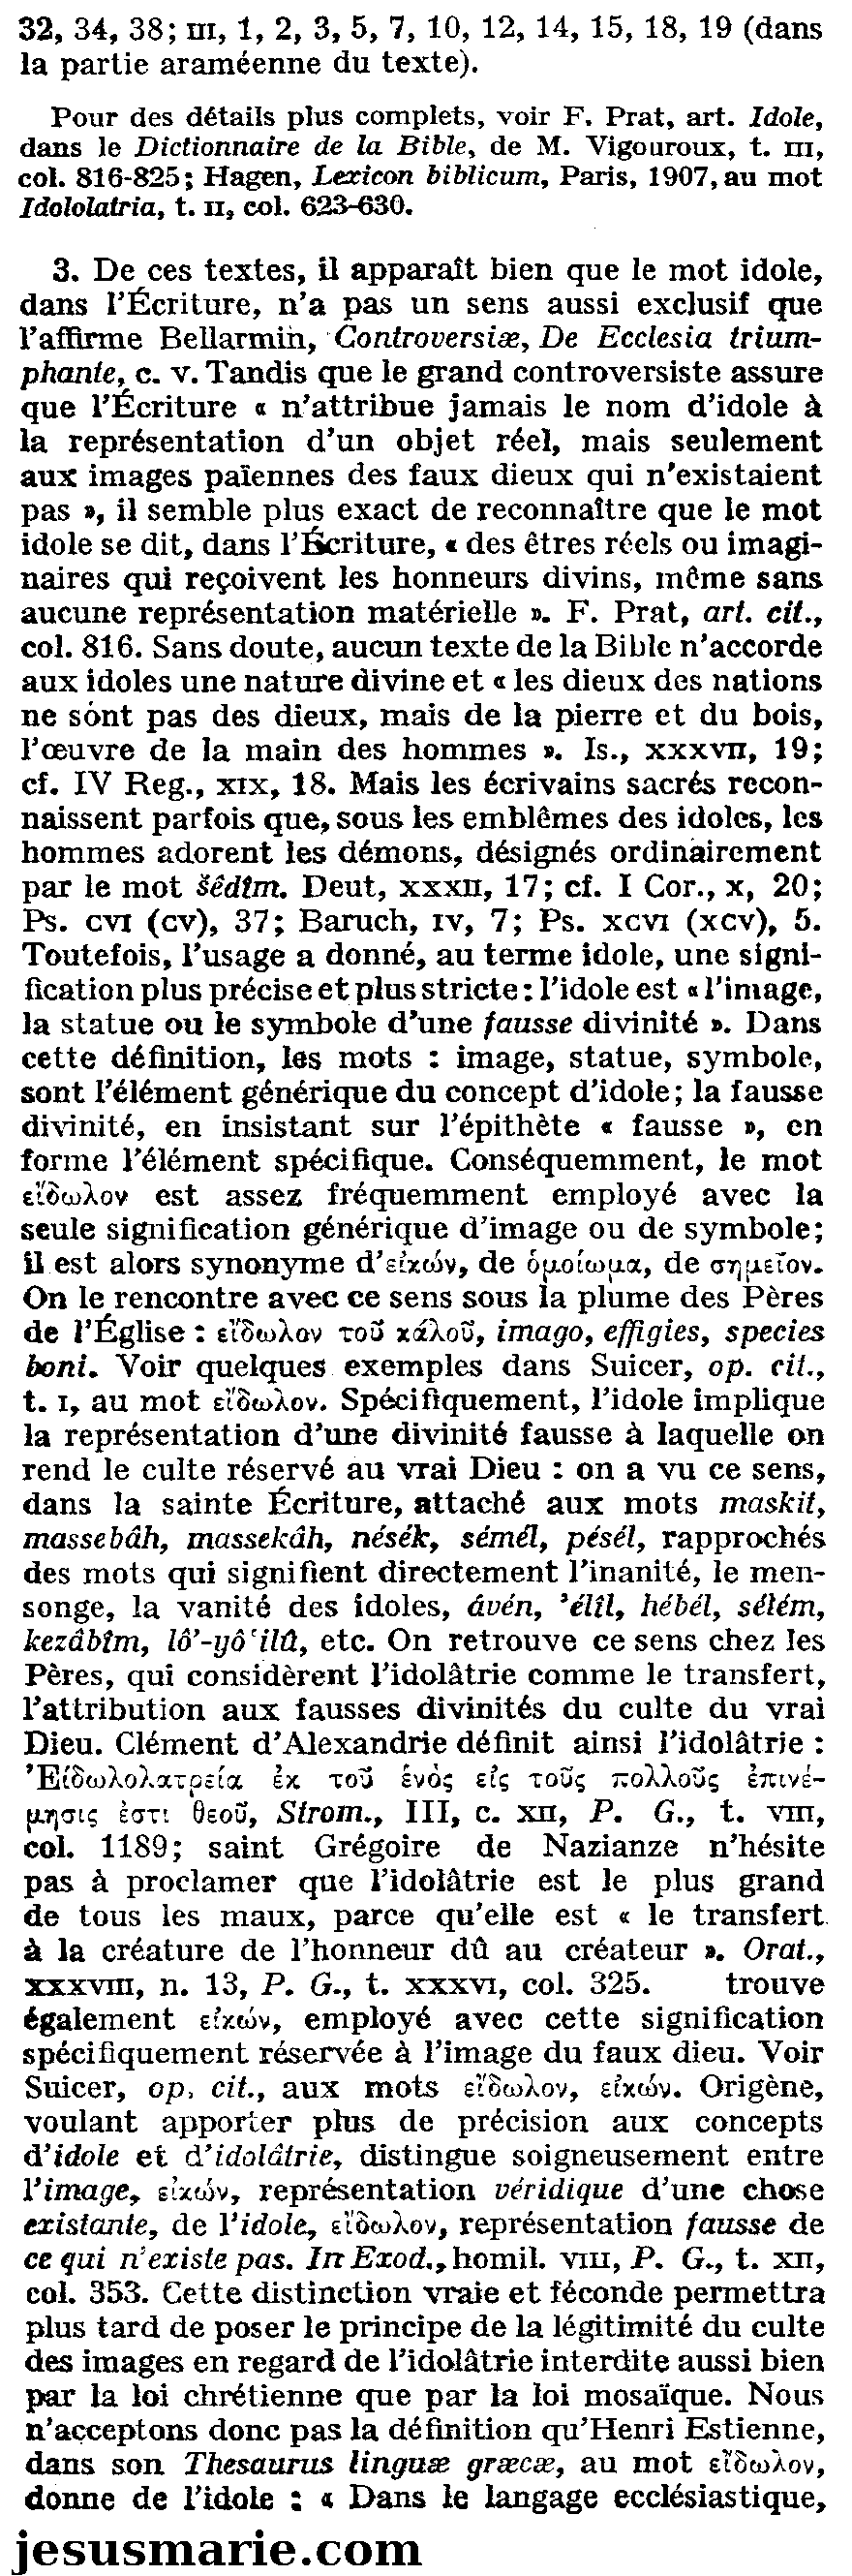 32, 34, 38; III, 1, 2, 3, 5, 7, 10, 12, 14, 15, 18, 19 (dans
la partie araméenne du texte).
Pour des détails plus complets, voir F. Prat, art. Idole,
dans le Dictionnaire de la Bible, de M. Vigouroux, t. III,
col. 816-825; Hagen, Lexicon biblicum, Paris, 1907, au mot
Idololatria, t. II, col. 623-630.
3. De ces textes, il apparaît bien que le mot idole,
dans l'Écriture, n'a pas un sens aussi exclusif que
l'affirme Bellarmin, Controversiæ, De Ecclesia trium-
phante, c. V. Tandis que le grand controversiste assure
que l'Écriture « n'attribue jamais le nom d'idole à
la représentation d'un objet réel, mais seulement
aux images païennes des faux dieux qui n'existaient
pas », il semble plus exact de reconnaître que le mot
idole se dit, dans l'Écriture, « des êtres réels ou imagi-
naires qui reçoivent les honneurs divins, même sans
aucune représentation matérielle ». F. Prat, art. cit.,
col. 816. Sans doute, aucun texte de la Bible n'accorde
aux idoles une nature divine et « les dieux des nations
ne sont pas des dieux, mais de la pierre et du bois,
l'œuvre de la main des hommes ». Is., XXXVII, 19;
cf. IV Reg., XIX, 18. Mais les écrivains sacrés recon-
naissent parfois que, sous les emblêmes des idoles, les
hommes adorent les démons, désignés ordinairement
par le mot šêdîm. Deut, XXXII, 17; cf. I Cor., X, 20;
Ps. CVI (CV), 37; Baruch, IV, 7; Ps. XCVI (XCV), 5.
Toutefois, l'usage a donné, au terme idole, une signi-
fication plus précise et plus stricte : l'idole est « l'image,
la statue ou le symbole d'une fausse divinité ». Dans
cette définition, les mots : image, statue, symbole,
sont l'élément générique du concept d'idole; la fausse
divinité, en insistant sur l'épithète « fausse », en
forme l'élément spécifique. Conséquemment, le mot
εἴδωλον est assez fréquemment employé avec la
seule signification générique d'image ou de symbole;
il est alors synonyme d'εἰκών, de ὁμοίωμα, de σημεῖον.
On le rencontre avec ce sens sous la plume des Pères
de l'Église : εἴδωλον τοῦ κάλοῦ, imago, effigies, species
boni. Voir quelques exemples dans Suicer, op. cit.,
t. I, au mot εἴδωλον. Spécifiquement, l'idole implique
la représentation d'une divinité fausse à laquelle on
rend le culte réservé au vrai Dieu : on a vu ce sens,
dans la sainte Écriture, attaché aux mots maskit,
massebâh, massekâh, nésék, sémél, pésél, rapprochés
des mots qui signifient directement l'inanité, le men-
songe, la vanité des idoles, âvén, 'élîl, hébél, sélém,
kezâbîm, lô'-yô'ilû, etc. On retrouve ce sens chez les
Pères, qui considèrent l'idolâtrie comme le transfert,
l'attribution aux fausses divinités du culte du vrai
Dieu. Clément d'Alexandrie définit ainsi l'idolâtrie :
Ἐίδωλολατρεία ἐκ τοῦ ἑνὸς εἰς τοῦς πολλοῦς ἐπινέ-
μησις ἐστι θεοῦ, Strom., III, c. XII, P. G., t. VIII,
col. 1189; saint Grégoire de Nazianze n'hésite
pas à proclamer que l'idolâtrie est le plus grand
de tous les maux, parce qu'elle est « le transfert
à la créature de l'honneur dû au créateur ». Orat.,
XXXVIII, n. 13, P. G., t. XXXVI, col. 325. trouve
également εἰκών, employé avec cette signification
spécifiquement réservée à l'image du faux dieu. Voir
Suicer, op. cit., aux mots εἴδωλον, εἰκών. Origène,
voulant apporter plus de précision aux concepts
d'idole et d'idolâtrie, distingue soigneusement entre
l'image, εἰκών, représentation véridique d'une chose
existante, de l'idole, εἴδωλον, représentation fausse de
ce qui n'existe pas. In Exod., homil. VIII, P. G., t. XII,
col. 353. Cette distinction vraie et féconde permettra
plus tard de poser le principe de la légitimité du culte
des images en regard de l'idolâtrie interdite aussi bien
par la loi chrétienne que par la loi mosaïque. Nous
n'acceptons donc pas la définition qu'Henri Estienne,
dans son Thesaurus linguæ græcæ, au mot εἴδωλον,
donne de l'idole : « Dans le langage ecclésiastique,
jesusmarie.com